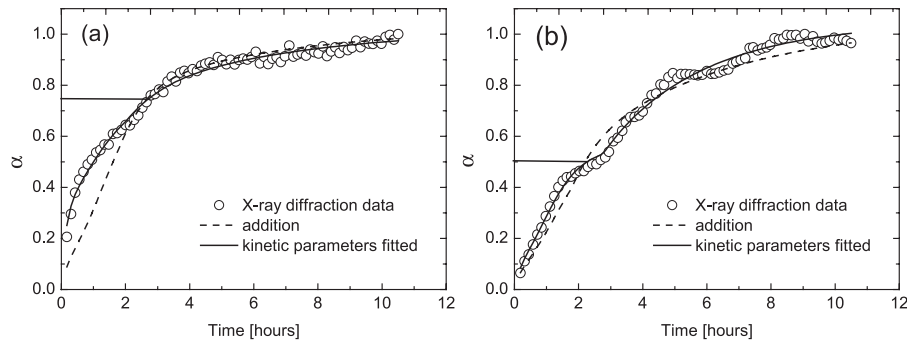 (a)
1.0
0.8
0.6
0.4
0.2
0.0
α
X-ray diffraction data
addition
kinetic parameters fitted
0 2 4 6 8 10 12
Time [hours]
(b)
1.0
0.8
0.6
0.4
0.2
0.0
α
X-ray diffraction data
addition
kinetic parameters fitted
0 2 4 6 8 10 12
Time [hours]